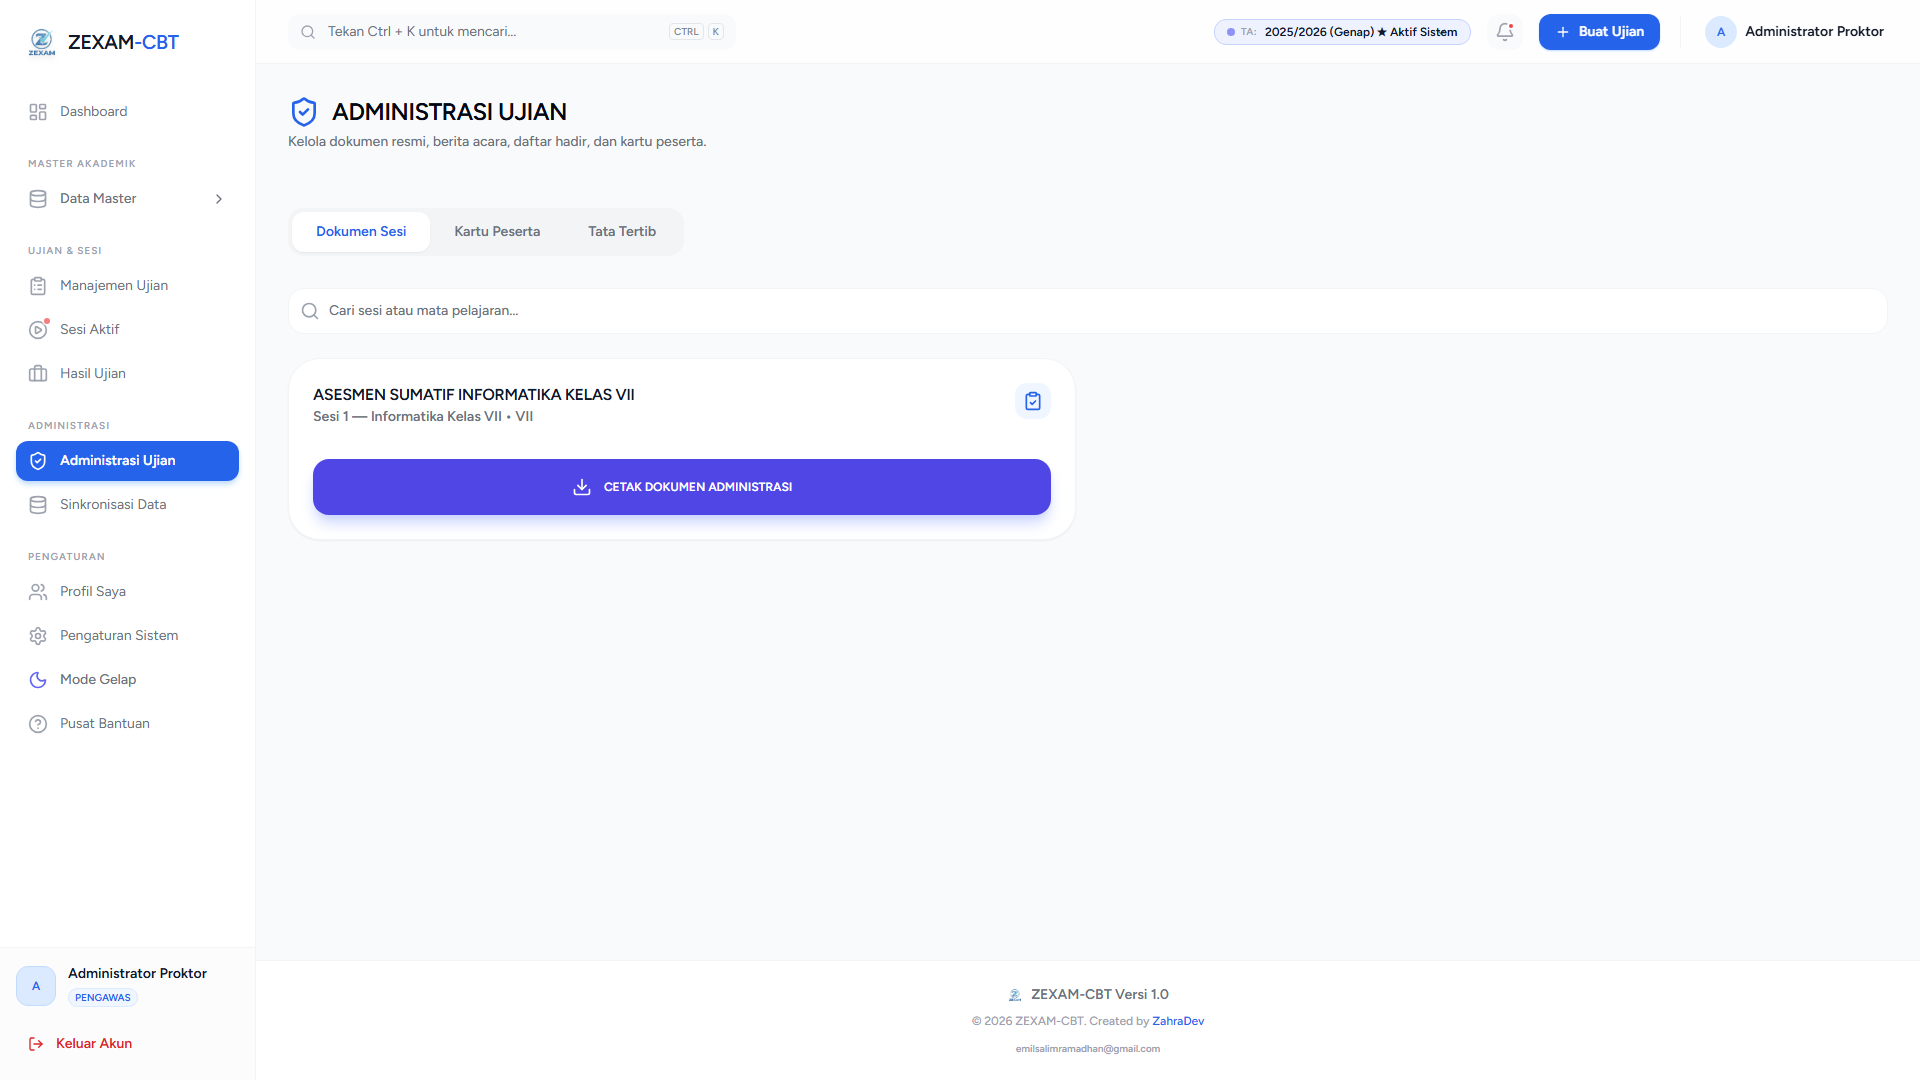 ZEXAM
ZEXAM-CBT
Dashboard
MASTER AKADEMIK
Data Master
UJIAN & SESI
Manajemen Ujian
Sesi Aktif
Hasil Ujian
ADMINISTRASI
Administrasi Ujian
Sinkronisasi Data
PENGATURAN
Profil Saya
Pengaturan Sistem
Mode Gelap
Pusat Bantuan
A
Administrator Proktor
PENGAWAS
Keluar Akun
Tekan Ctrl + K untuk mencari...
CTRL K
TA: 2025/2026 (Genap) ★ Aktif Sistem
Buat Ujian
A
Administrator Proktor
ADMINISTRASI UJIAN
Kelola dokumen resmi, berita acara, daftar hadir, dan kartu peserta.
Dokumen Sesi
Kartu Peserta
Tata Tertib
Cari sesi atau mata pelajaran...
ASESMEN SUMATIF INFORMATIKA KELAS VII
Sesi 1 — Informatika Kelas VII • VII
CETAK DOKUMEN ADMINISTRASI
ZEXAM-CBT Versi 1.0
© 2026 ZEXAM-CBT. Created by ZahraDev
emilsalimramadhan@gmail.com